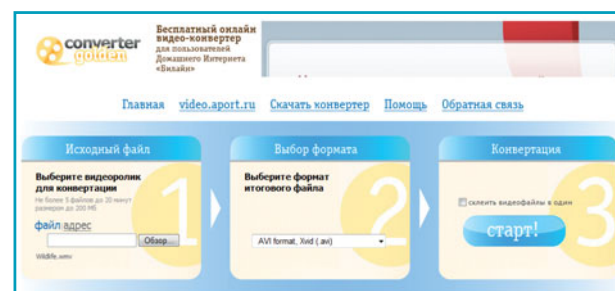 converter
golden
Бесплатный онлайн
видео-конвертер
для пользователей
Домашнего Интернета
«Билайн»
Главная video.aport.ru Скачать конвертер Помощь Обратная связь
Исходный файл
Выберите видеоролик
для конвертации
Не более 5 файлов до 20 минут
размером до 200 Мб
файл адрес
Обзор...
Wildlife.wmv
1
Выбор формата
Выберите формат
итогового файла
AVI format, Xvid (.avi)
2
Конвертация
склеить видеофайлы в один
старт!
3